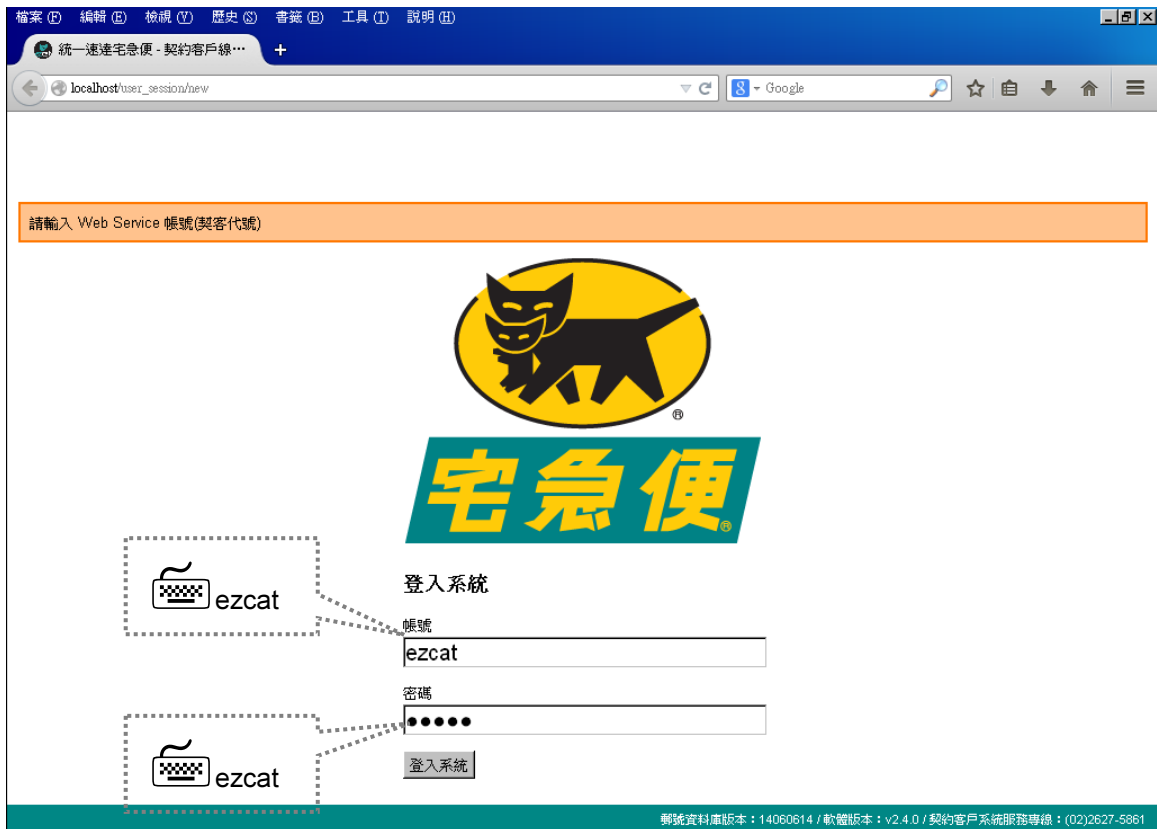 檔案(F) 編輯(E) 檢視(V) 歷史(S) 書籤(B) 工具(T) 說明(H)
統一速達宅急便 - 契約客戶線… +
localhost/user_session/new
8 Google
請輸入 Web Service 帳號(契客代號)
®
宅急便®
登入系統
ezcat
帳號
ezcat
密碼
●●●●●
ezcat
登入系統
郵號資料庫版本：14060614 / 軟體版本：v2.4.0 / 契約客戶系統服務專線：(02)2627-5861